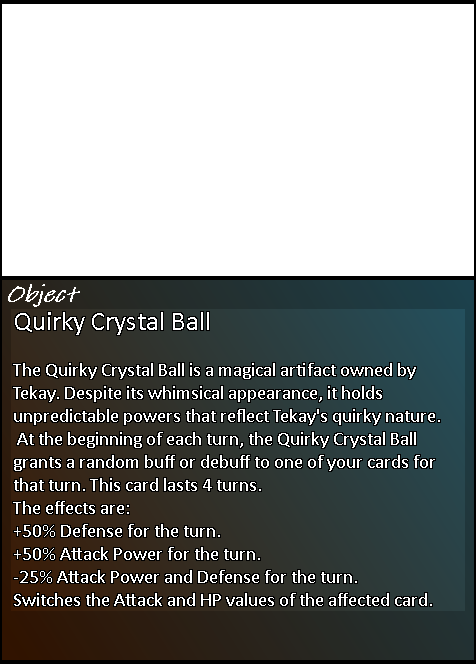 Object
Quirky Crystal Ball
The Quirky Crystal Ball is a magical artifact owned by
Tekay. Despite its whimsical appearance, it holds
unpredictable powers that reflect Tekay's quirky nature.
At the beginning of each turn, the Quirky Crystal Ball
grants a random buff or debuff to one of your cards for
that turn. This card lasts 4 turns.
The effects are:
+50% Defense for the turn.
+50% Attack Power for the turn.
-25% Attack Power and Defense for the turn.
Switches the Attack and HP values of the affected card.